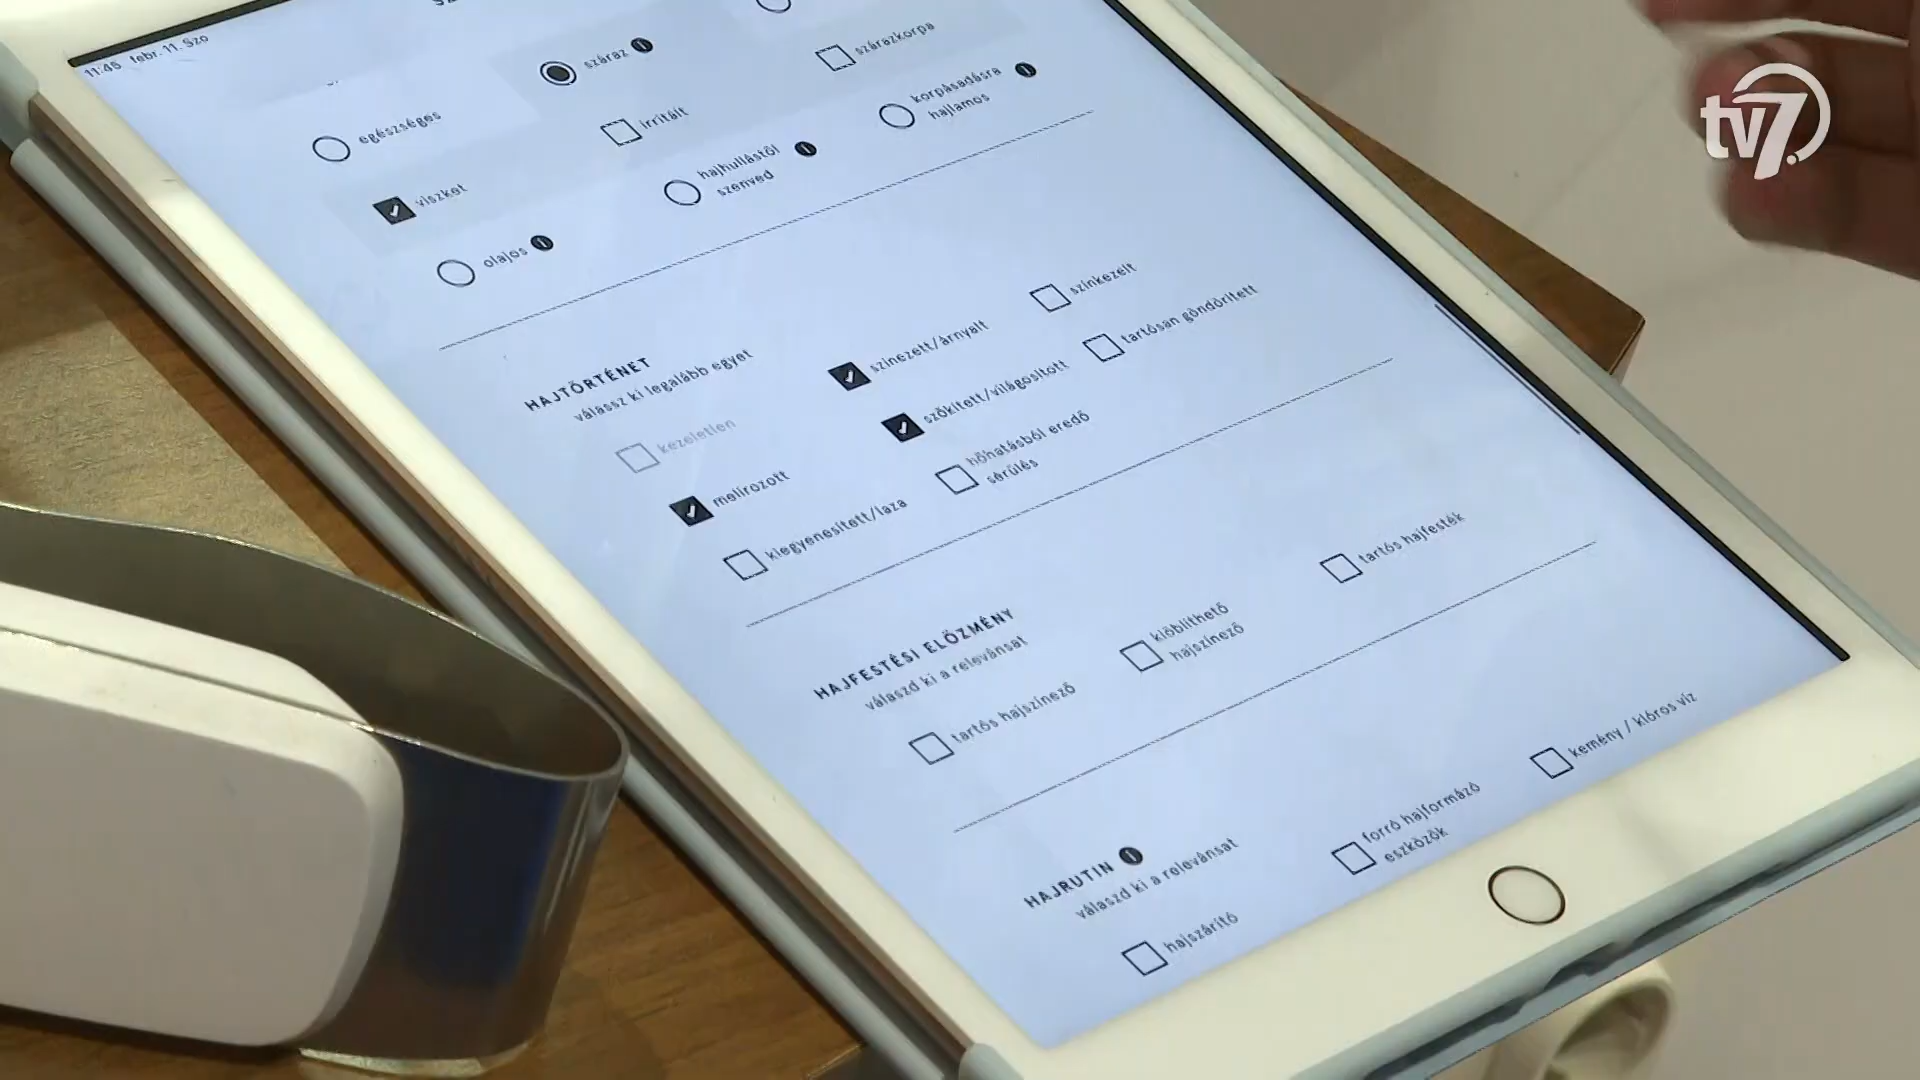 11:45 febr. 11. Szo
száraz
szárazkorpa
egészséges
irritált
korpásadásra
hajlamos
viszket
hajhullástól
szenved
olajos
HAJTÖRTÉNET
válassz ki legalább egyet
színezett/árnyalt
színkezelt
kezeletlen
szőkített/világosított
tartósan göndörített
melírozott
hőhatásból eredő
sérülés
kiegyenesített/laza
HAJFESTÉSI ELŐZMÉNY
válaszd ki a relevánsat
tartós hajszínező
kiöblíthető
hajszínező
tartós hajfesték
HAJRUTIN
válaszd ki a relevánsat
hajszárító
forró hajformázó
eszközök
kemény / klóros víz
tv7